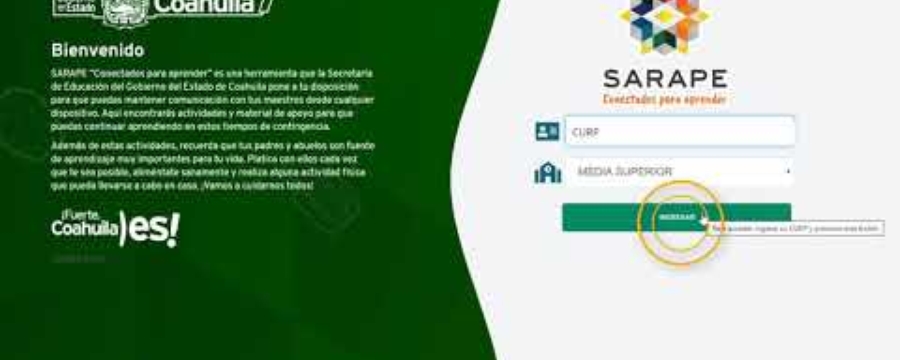 del Estado
Coahuila
Bienvenido
SARAPE "Conectados para aprender" es una herramienta que la Secretaría
de Educación del Gobierno del Estado de Coahuila pone a tu disposición
para que puedas mantener comunicación con tus maestros desde cualquier
dispositivo. Aquí encontrarás actividades y material de apoyo para que
puedas continuar aprendiendo en estos tiempos de contingencia.
Además de estas actividades, recuerda que tus padres y abuelos son fuente
de aprendizaje muy importantes para tu vida. Platica con ellos cada vez
que te sea posible, aliméntate sanamente y realiza alguna actividad física
que pueda llevarse a cabo en casa. ¡Vamos a cuidarnos todos!
¡Fuerte,
Coahuila) es!
SARAPE
Conectados para aprender
CURP
MEDIA SUPERIOR
INGRESAR